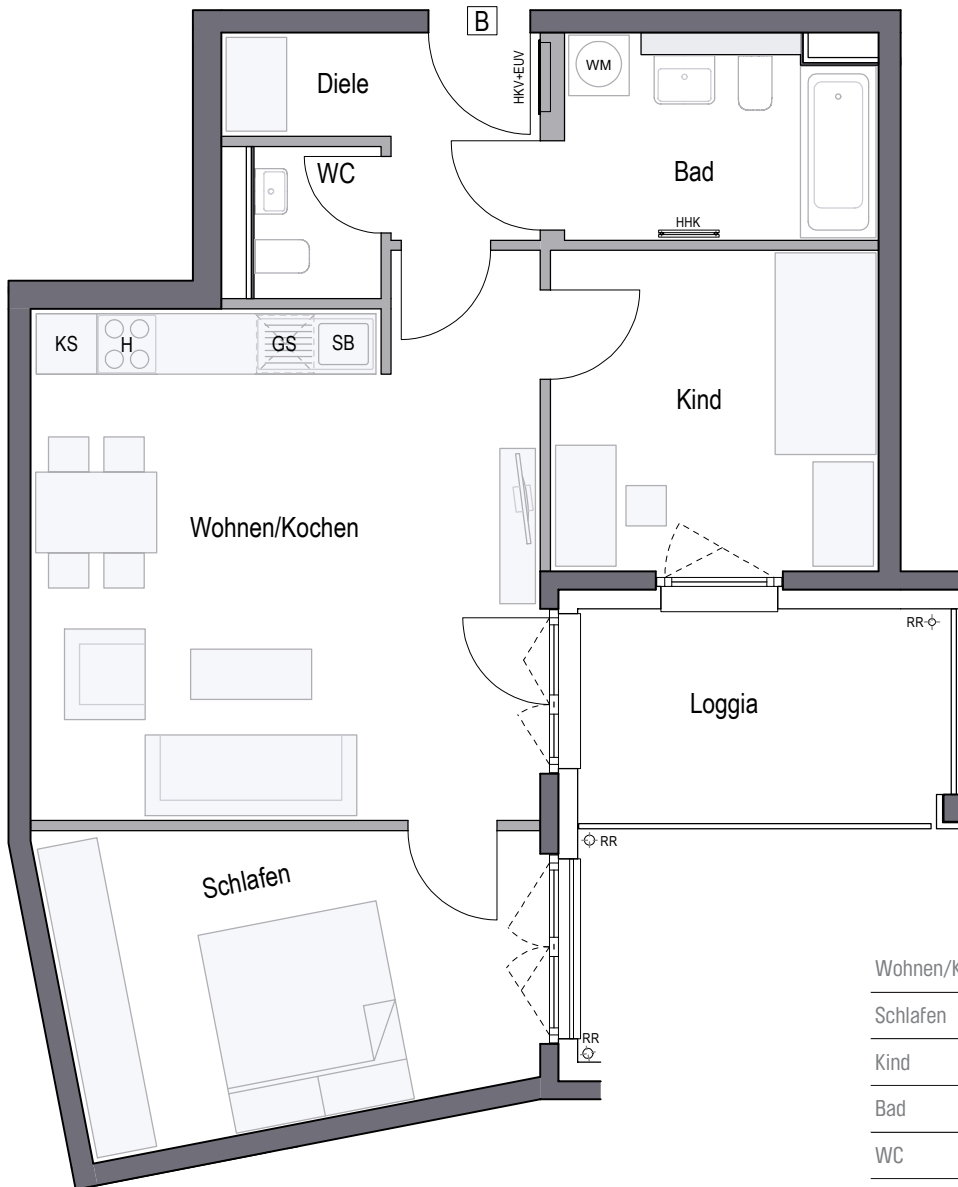 B
Diele
HKV+EUV
WM
WC
Bad
HHK
KS
H
GS
SB
Kind
Wohnen/Kochen
RR
Loggia
RR
Schlafen
RR
Wohnen/K
Schlafen
Kind
Bad
WC